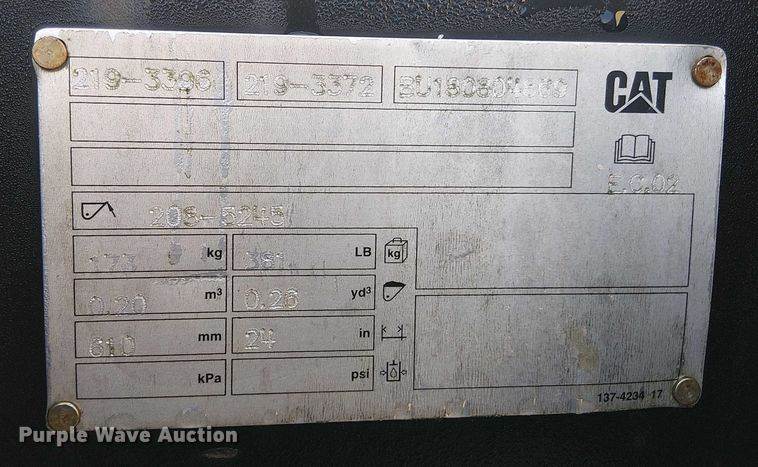 219-3396 219-3372
CAT
E.C.02
kg LB kg
0.20 m³ 0.26 yd³
610 mm 24 in
kPa psi
137-4234 17
Purple Wave Auction